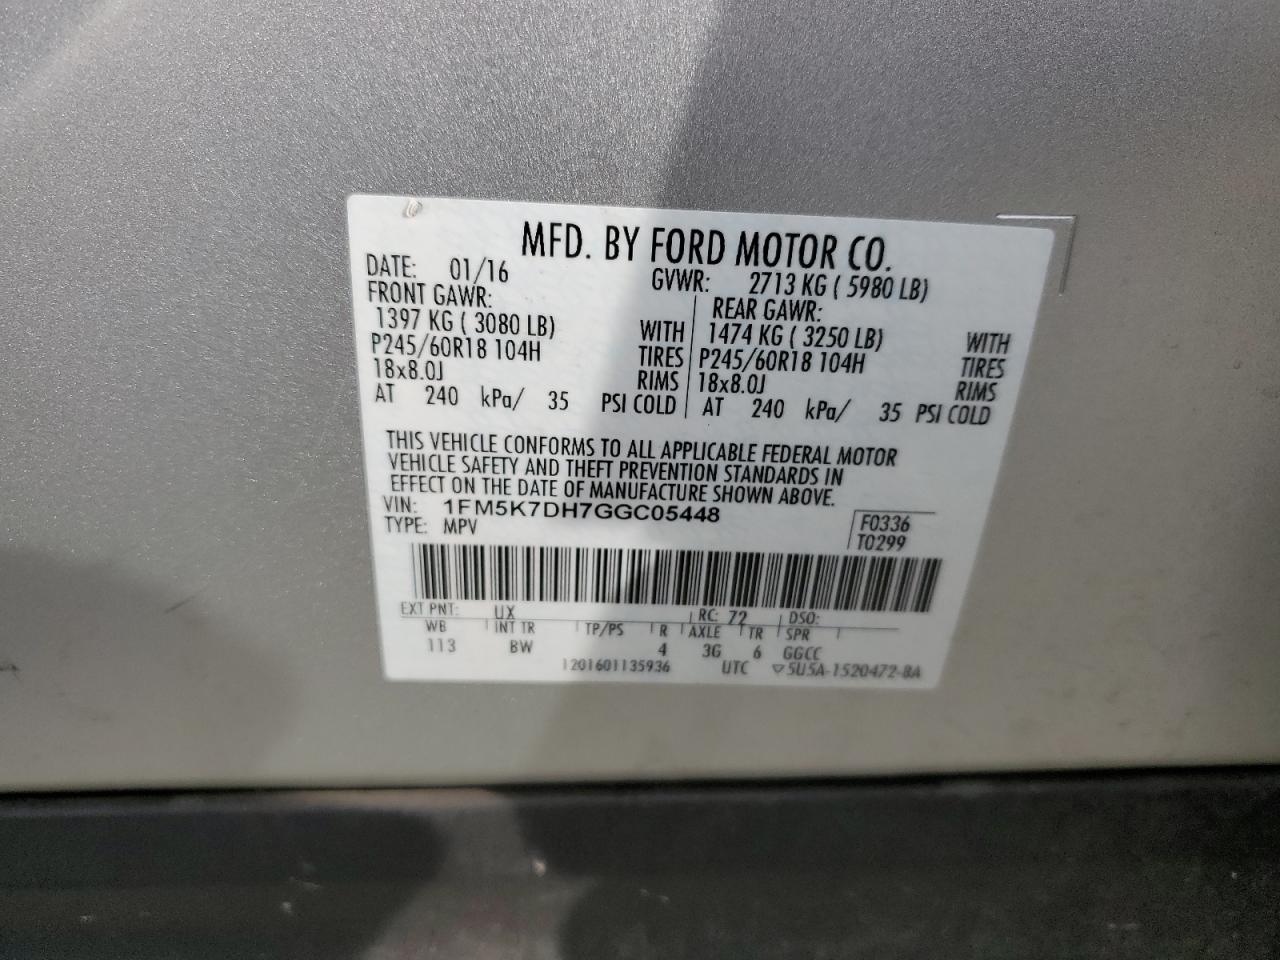 MFD. BY FORD MOTOR CO.
DATE: 01/16 GVWR: 2713 KG ( 5980 LB)
FRONT GAWR: REAR GAWR:
1397 KG ( 3080 LB) WITH 1474 KG ( 3250 LB) WITH
P245/60R18 104H TIRES P245/60R18 104H TIRES
18x8.0J RIMS 18x8.0J RIMS
AT 240 kPa/ 35 PSI COLD AT 240 kPa/ 35 PSI COLD
THIS VEHICLE CONFORMS TO ALL APPLICABLE FEDERAL MOTOR
VEHICLE SAFETY AND THEFT PREVENTION STANDARDS IN
EFFECT ON THE DATE OF MANUFACTURE SHOWN ABOVE.
VIN: 1FM5K7DH7GGC05448 F0336
TYPE: MPV T0299
EXT PNT: UX RC: 72 DSO:
WB INT TR TP/PS R AXLE TR SPR
113 BW 4 3G 6 GGCC
1201601135936 UTC ▽5U5A-1520472-BA